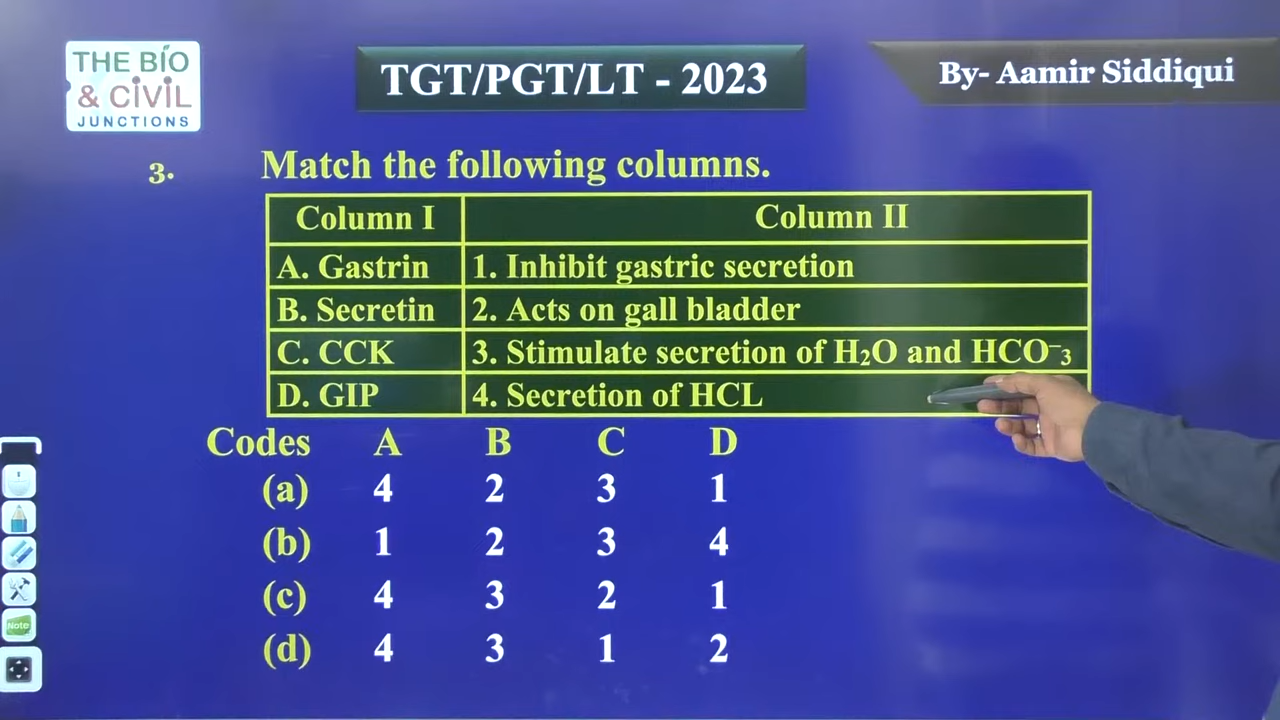 THE BIO
& CIVIL
JUNCTIONS
TGT/PGT/LT - 2023
By- Aamir Siddiqui
3. Match the following columns.
Column I Column II
A. Gastrin 1. Inhibit gastric secretion
B. Secretin 2. Acts on gall bladder
C. CCK 3. Stimulate secretion of H₂O and HCO⁻₃
D. GIP 4. Secretion of HCL
Codes A B C D
(a) 4 2 3 1
(b) 1 2 3 4
(c) 4 3 2 1
(d) 4 3 1 2
Note